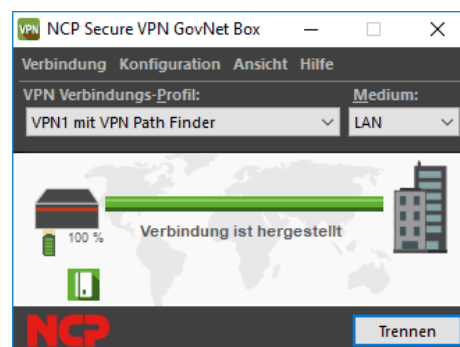 VPN NCP Secure VPN GovNet Box
Verbindung Konfiguration Ansicht Hilfe
VPN Verbindungs-Profil: Medium:
VPN1 mit VPN Path Finder LAN
100 %
Verbindung ist hergestellt
NCP
Trennen